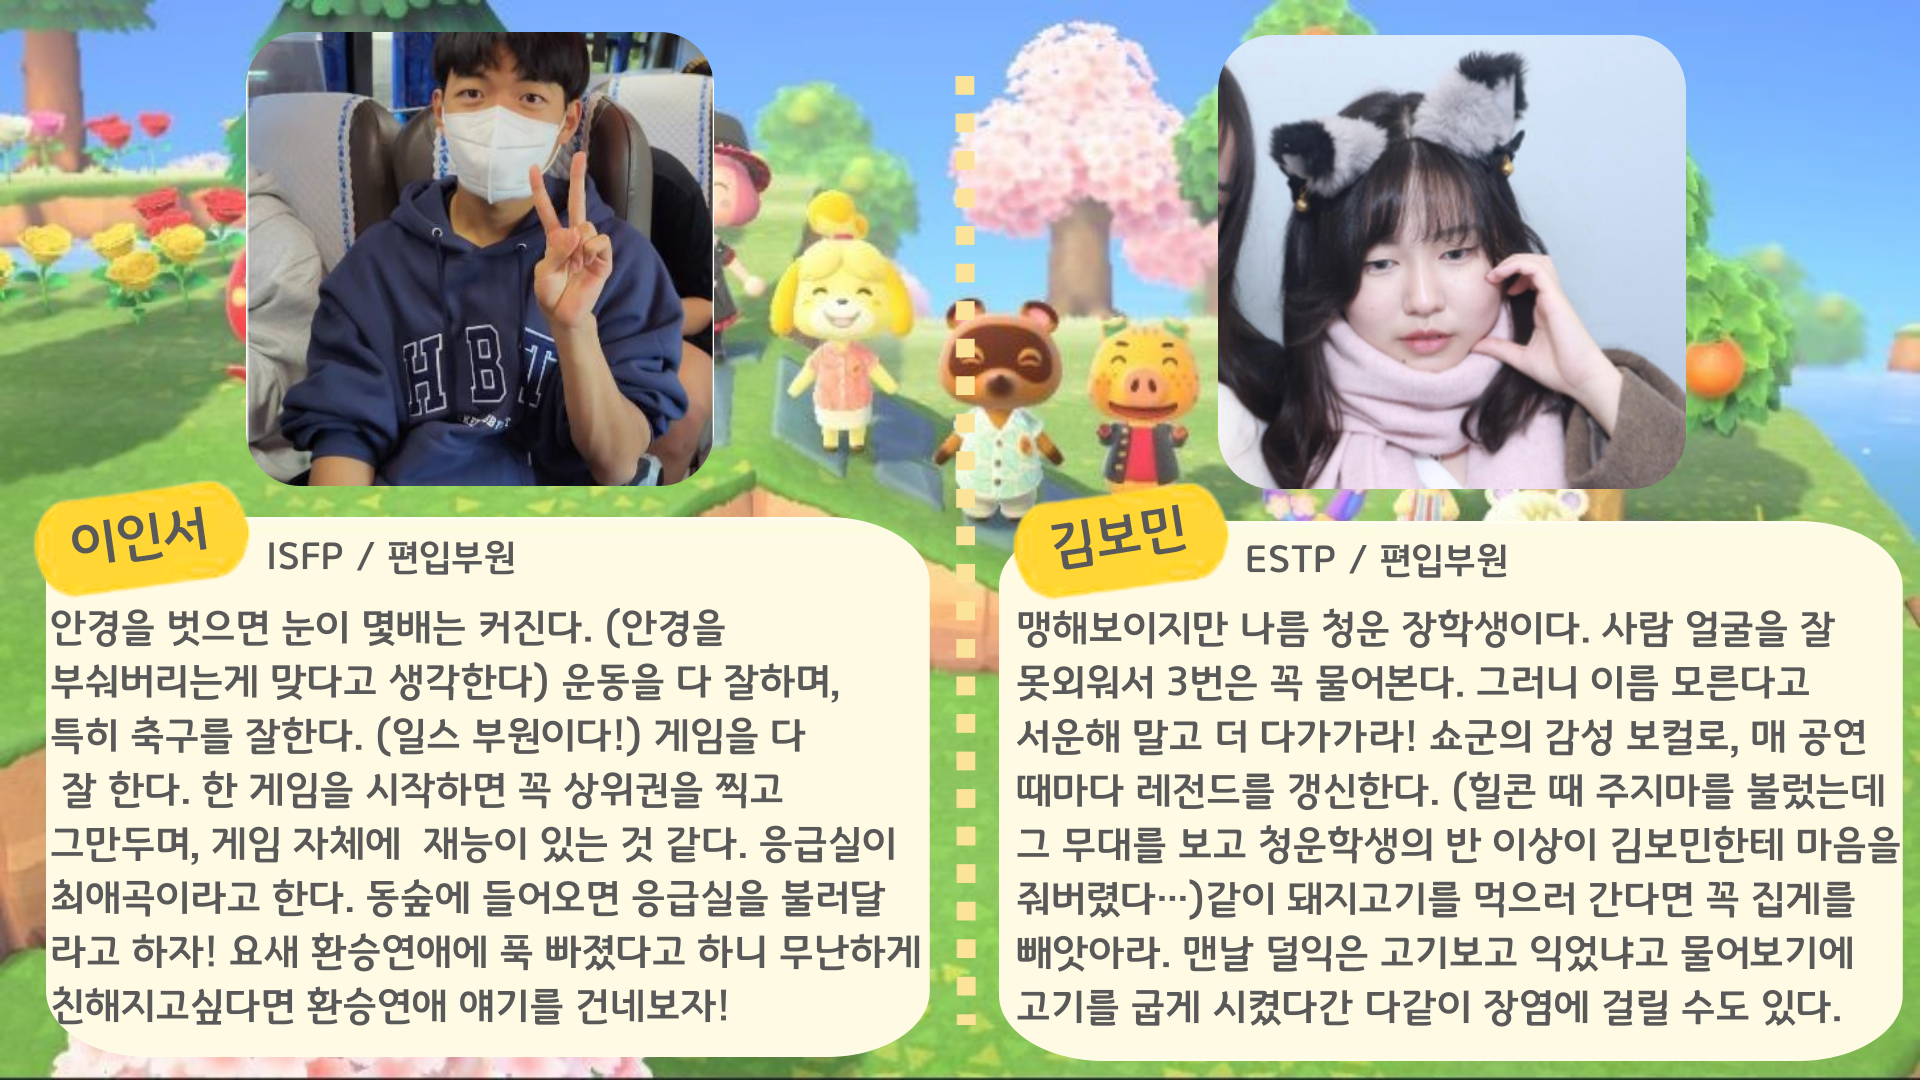 HBT
이인서
ISFP / 편입부원
안경을 벗으면 눈이 몇배는 커진다. (안경을
부숴버리는게 맞다고 생각한다) 운동을 다 잘하며,
특히 축구를 잘한다. (일스 부원이다!) 게임을 다
잘 한다. 한 게임을 시작하면 꼭 상위권을 찍고
그만두며, 게임 자체에 재능이 있는 것 같다. 응급실이
최애곡이라고 한다. 동숲에 들어오면 응급실을 불러달
라고 하자! 요새 환승연애에 푹 빠졌다고 하니 무난하게
친해지고싶다면 환승연애 얘기를 건네보자!
김보민
ESTP / 편입부원
맹해보이지만 나름 청운 장학생이다. 사람 얼굴을 잘
못외워서 3번은 꼭 물어본다. 그러니 이름 모른다고
서운해 말고 더 다가가라! 쇼군의 감성 보컬로, 매 공연
때마다 레전드를 갱신한다. (힐콘 때 주지마를 불렀는데
그 무대를 보고 청운학생의 반 이상이 김보민한테 마음을
줘버렸다···)같이 돼지고기를 먹으러 간다면 꼭 집게를
빼앗아라. 맨날 덜익은 고기보고 익었냐고 물어보기에
고기를 굽게 시켰다간 다같이 장염에 걸릴 수도 있다.